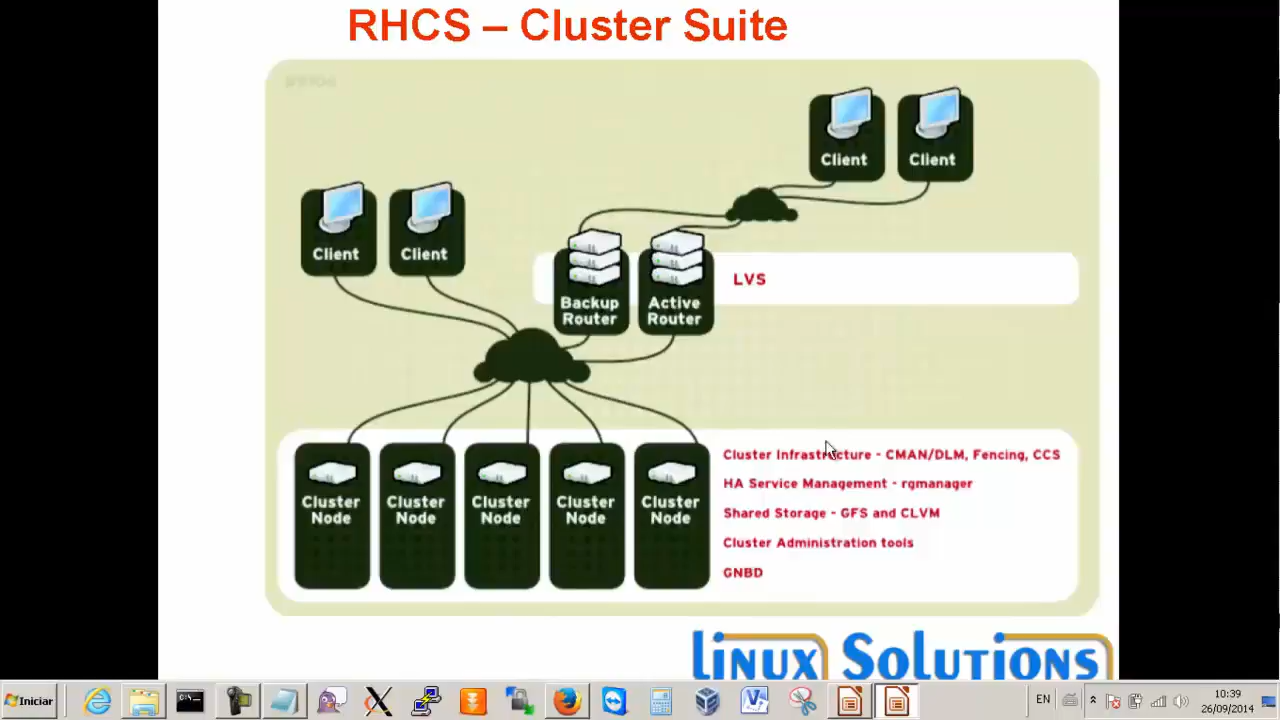 RHCS – Cluster Suite
Client
Client
Client
Client
LVS
Backup
Router
Active
Router
Cluster
Node
Cluster
Node
Cluster
Node
Cluster
Node
Cluster
Node
Cluster Infrastructure - CMAN/DLM, Fencing, CCS
HA Service Management - rgmanager
Shared Storage - GFS and CLVM
Cluster Administration tools
GNBD
Linux Solutions
Iniciar
EN
10:39
26/09/2014